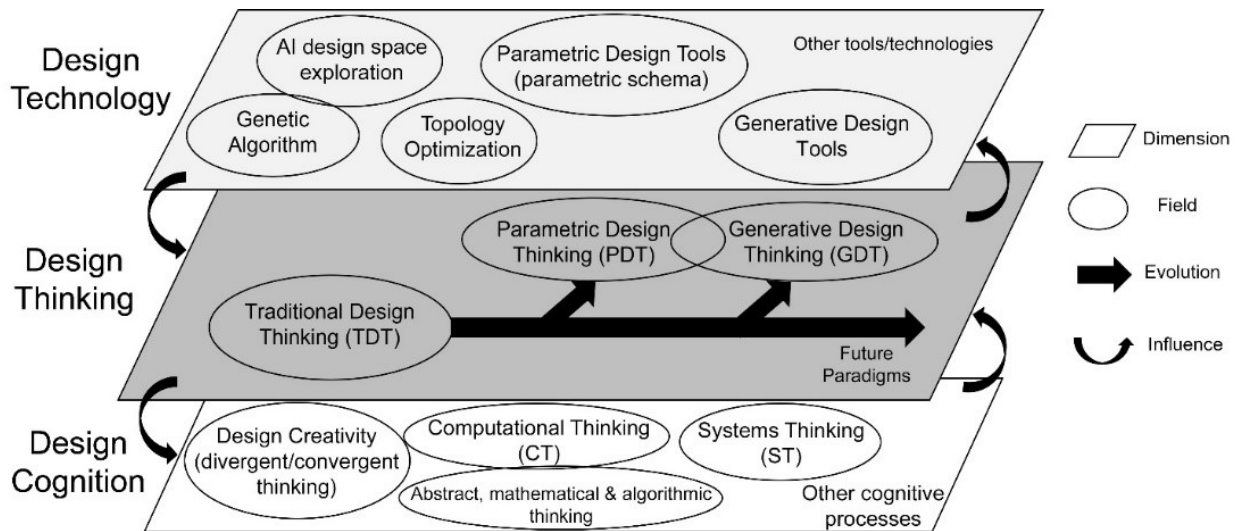 Design
Technology
AI design space
exploration
Parametric Design Tools
(parametric schema)
Other tools/technologies
Genetic
Algorithm
Topology
Optimization
Generative Design
Tools
Design
Thinking
Parametric Design
Thinking (PDT)
Generative Design
Thinking (GDT)
Traditional Design
Thinking (TDT)
Future
Paradigms
Design
Cognition
Design Creativity
(divergent/convergent
thinking)
Computational Thinking
(CT)
Systems Thinking
(ST)
Abstract, mathematical & algorithmic
thinking
Other cognitive
processes
Dimension
Field
Evolution
Influence